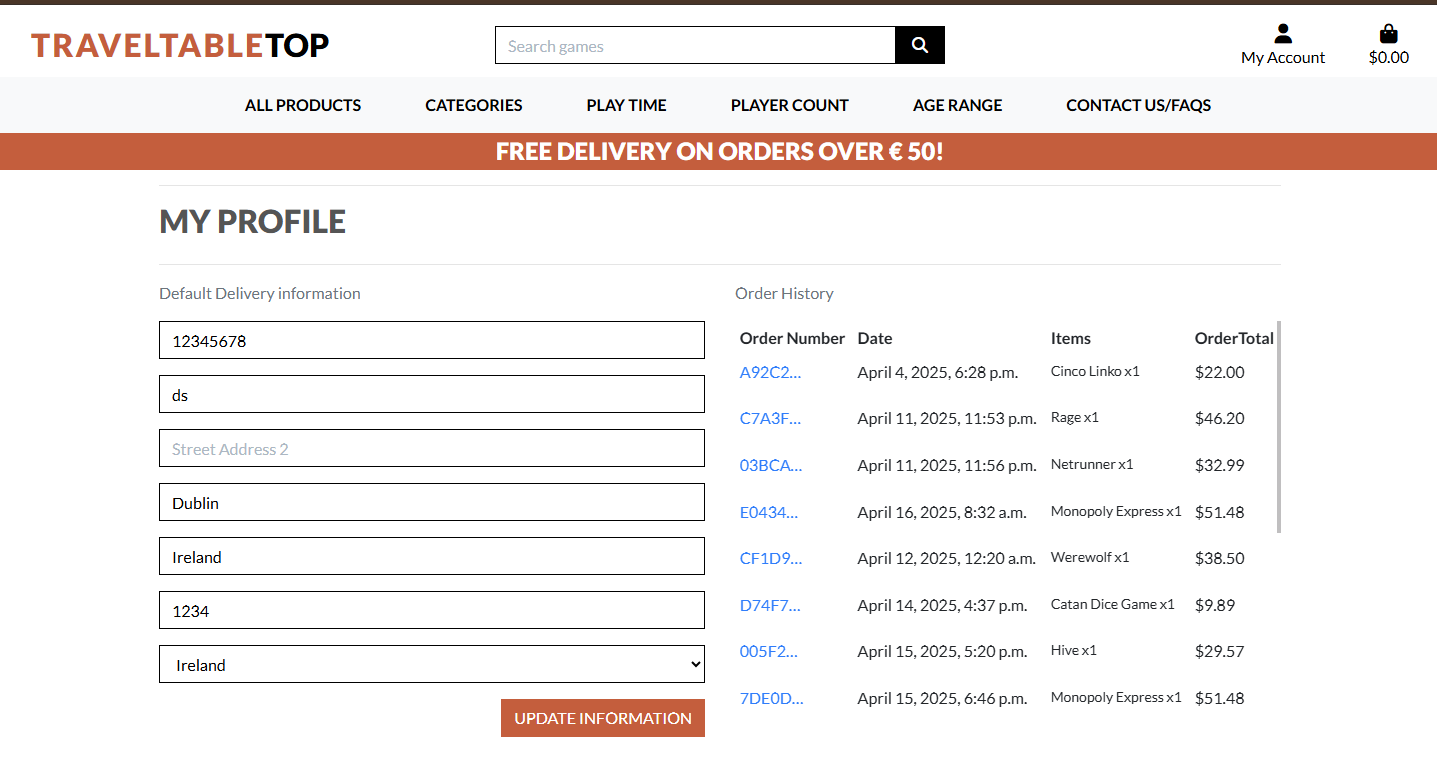 TRAVELTABLETOP
Search games
My Account
$0.00
ALL PRODUCTS CATEGORIES PLAY TIME PLAYER COUNT AGE RANGE CONTACT US/FAQS
FREE DELIVERY ON ORDERS OVER € 50!
MY PROFILE
Default Delivery information
12345678
ds
Street Address 2
Dublin
Ireland
1234
Ireland
UPDATE INFORMATION
Order History
Order Number Date Items OrderTotal
A92C2... April 4, 2025, 6:28 p.m. Cinco Linko x1 $22.00
C7A3F... April 11, 2025, 11:53 p.m. Rage x1 $46.20
03BCA... April 11, 2025, 11:56 p.m. Netrunner x1 $32.99
E0434... April 16, 2025, 8:32 a.m. Monopoly Express x1 $51.48
CF1D9... April 12, 2025, 12:20 a.m. Werewolf x1 $38.50
D74F7... April 14, 2025, 4:37 p.m. Catan Dice Game x1 $9.89
005F2... April 15, 2025, 5:20 p.m. Hive x1 $29.57
7DE0D... April 15, 2025, 6:46 p.m. Monopoly Express x1 $51.48